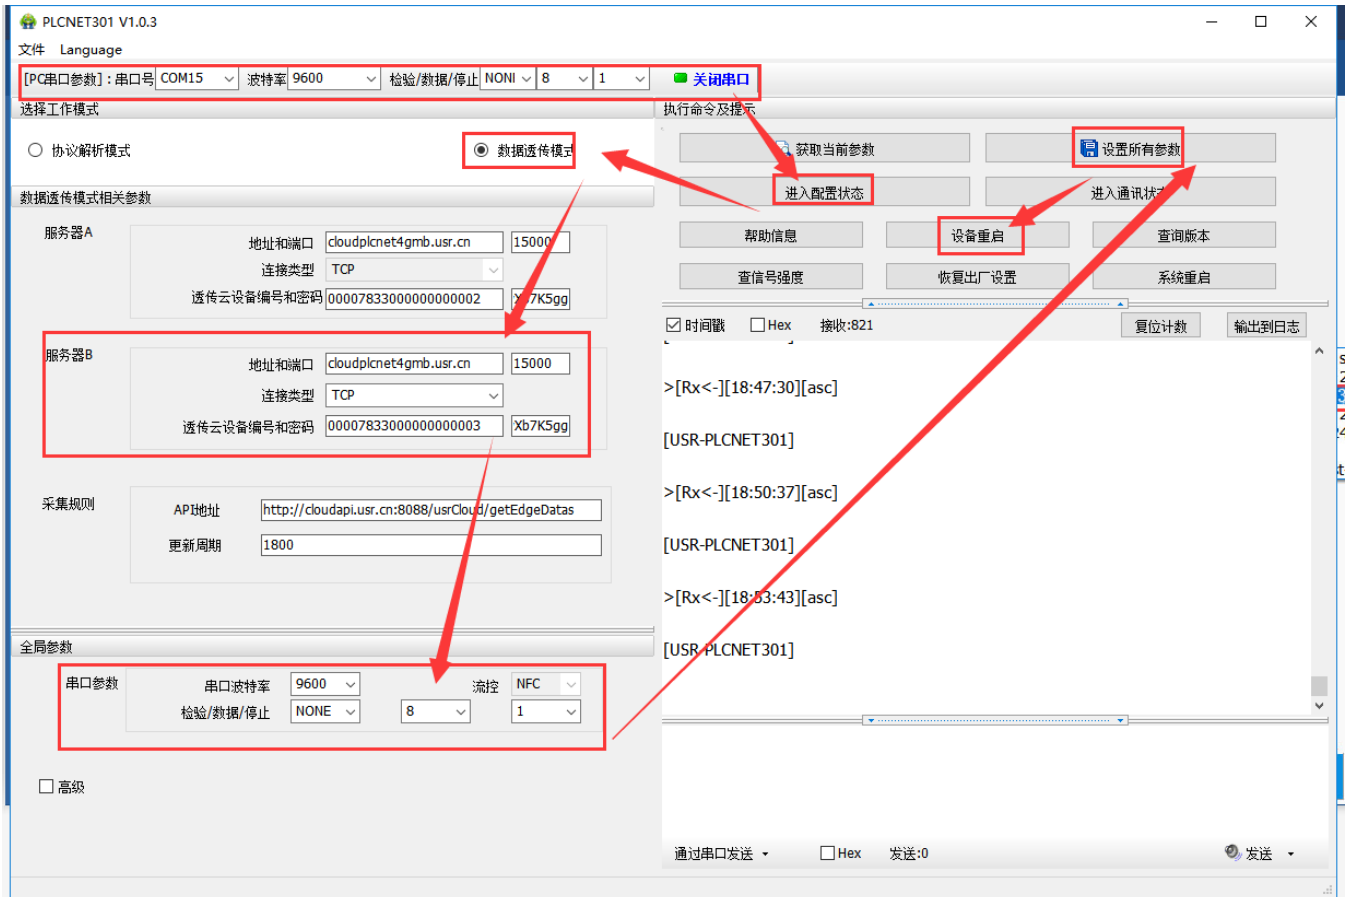 PLCNET301 V1.0.3
文件 Language
[PC串口参数]：串口号 COM15 波特率 9600 检验/数据/停止 NONI 8 1 关闭串口
选择工作模式
协议解析模式 数据透传模式
数据透传模式相关参数
服务器A
地址和端口 cloudplcnet4gmb.usr.cn 15000
连接类型 TCP
透传云设备编号和密码 00007833000000000002 7K5gg
服务器B
地址和端口 cloudplcnet4gmb.usr.cn 15000
连接类型 TCP
透传云设备编号和密码 00007833000000000003 Xb7K5gg
采集规则
API地址 http://cloudapi.usr.cn:8088/usrCloud/getEdgeDatas
更新周期 1800
全局参数
串口参数
串口波特率 9600 流控 NFC
检验/数据/停止 NONE 8 1
高级
执行命令及提示
获取当前参数 设置所有参数
进入配置状态 进入通讯状态
帮助信息 设备重启 查询版本
查信号强度 恢复出厂设置 系统重启
时间戳 Hex 接收:821 复位计数 输出到日志
>[Rx<-][18:47:30][asc]
[USR-PLCNET301]
>[Rx<-][18:50:37][asc]
[USR-PLCNET301]
>[Rx<-][18:53:43][asc]
[USR-PLCNET301]
通过串口发送 Hex 发送:0 发送